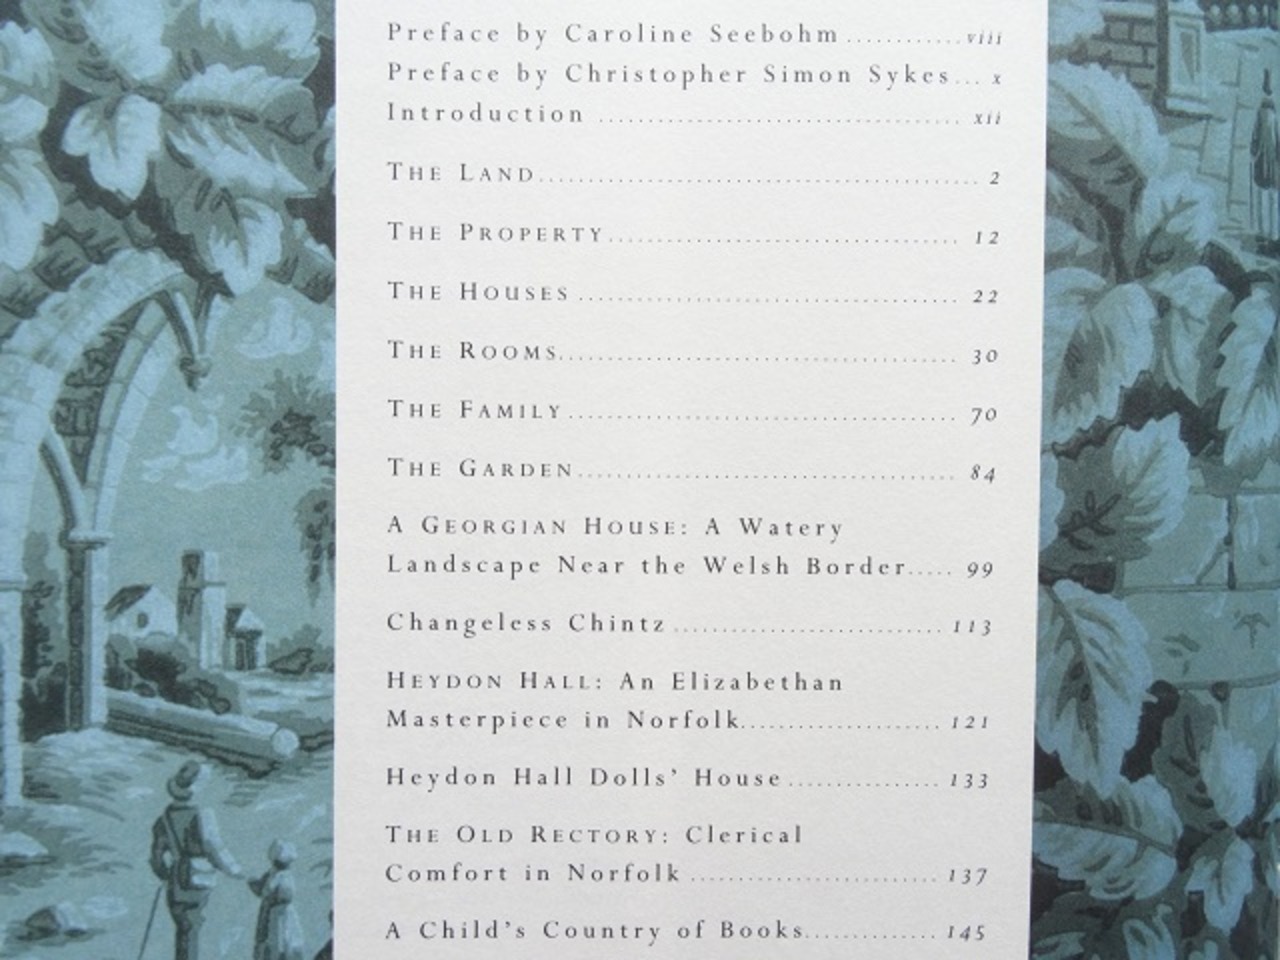 Preface by Caroline Seebohm ............viii
Preface by Christopher Simon Sykes... x
Introduction .................................... xii
THE LAND........................................... 2
THE PROPERTY................................... 12
THE HOUSES ...................................... 22
THE ROOMS........................................ 30
THE FAMILY ....................................... 70
THE GARDEN...................................... 84
A GEORGIAN HOUSE: A Watery
Landscape Near the Welsh Border..... 99
Changeless Chintz ........................... 113
HEYDON HALL: An Elizabethan
Masterpiece in Norfolk.................... 121
Heydon Hall Dolls’ House ............... 133
THE OLD RECTORY: Clerical
Comfort in Norfolk ......................... 137
A Child’s Country of Books............. 145